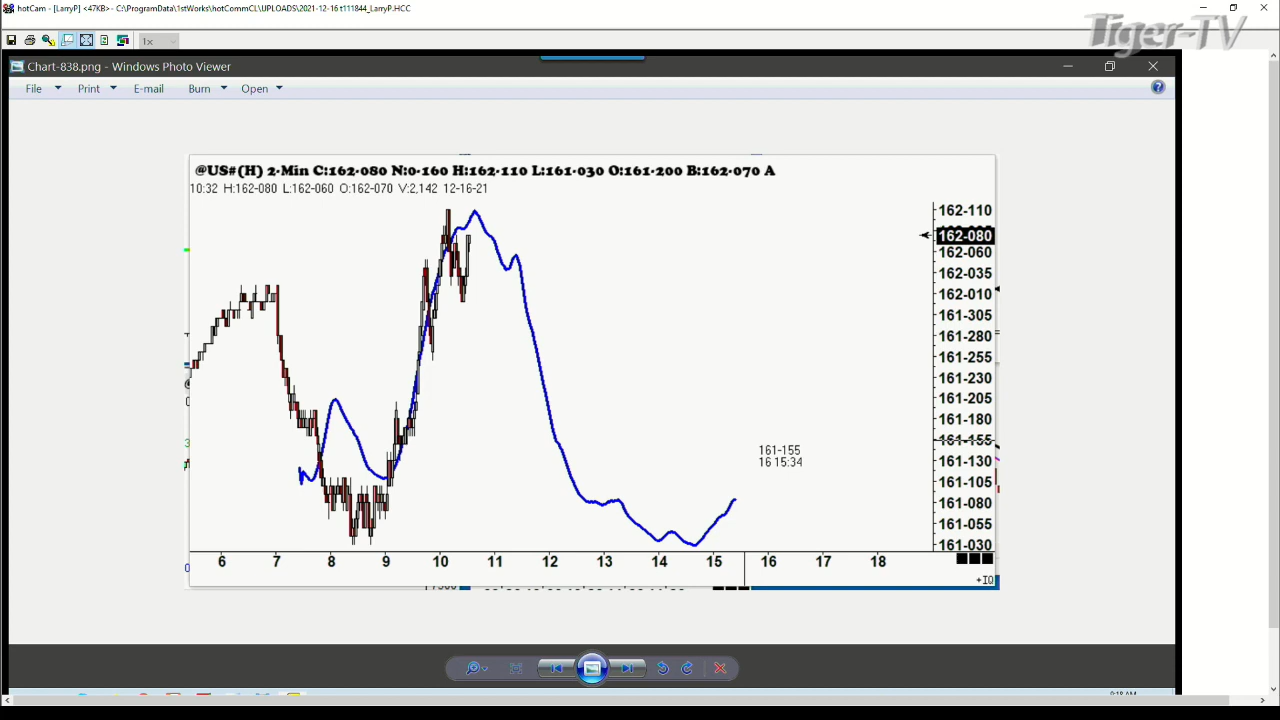 hotCam - [LarryP] <47KB> - C:\ProgramData\1stWorks\hotCommCL\UPLOADS\2021-12-16 t111844_LarryP.HCC
Tiger-TV
1x
Chart-838.png - Windows Photo Viewer
File Print E-mail Burn Open
@US#(H) 2-Min C:162-080 N:0-160 H:162-110 L:161-030 O:161-200 B:162-070 A
10:32 H:162-080 L:162-060 O:162-070 V:2,142 12-16-21
162-110
162-080
162-060
162-035
162-010
161-305
161-280
161-255
161-230
161-205
161-180
161-155
161-130
161-105
161-080
161-055
161-030
161-155
16 15:34
6 7 8 9 10 11 12 13 14 15 16 17 18
+IQ